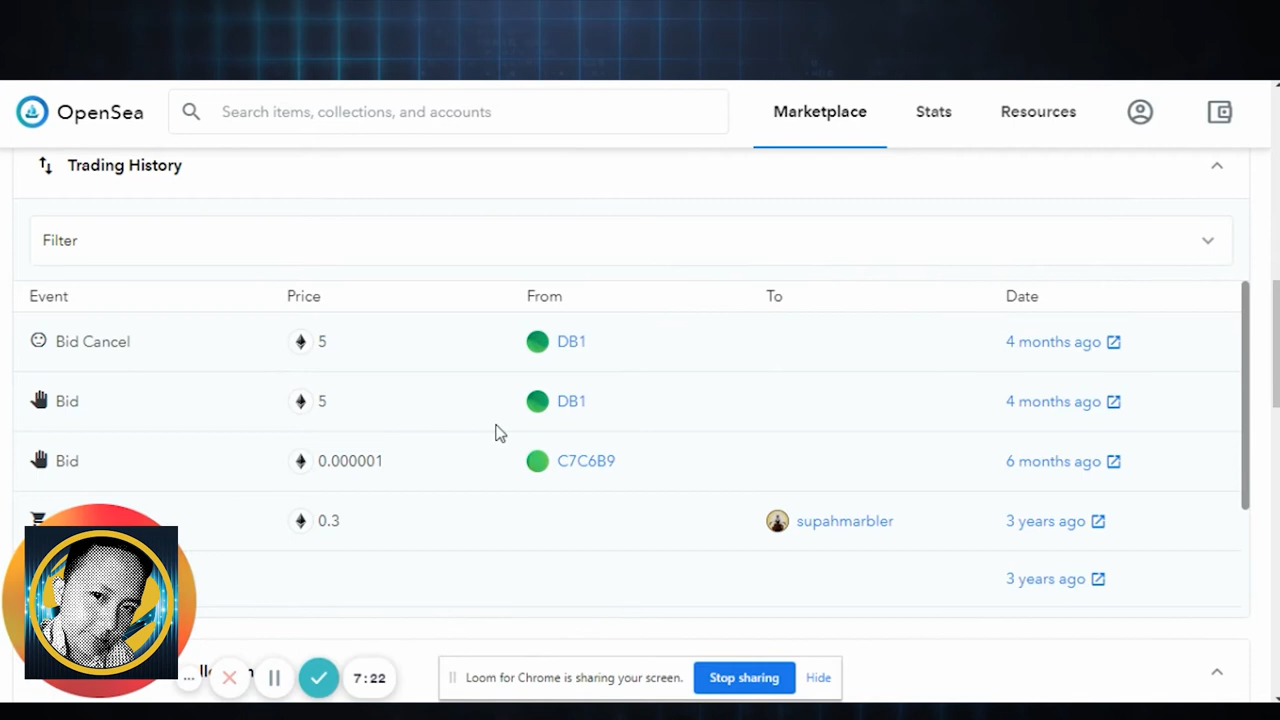 OpenSea Search items, collections, and accounts Marketplace Stats Resources
Trading History
Filter
Event Price From To Date
Bid Cancel 5 DB1 4 months ago
Bid 5 DB1 4 months ago
Bid 0.000001 C7C6B9 6 months ago
0.3 supahmarbler 3 years ago
3 years ago
7:22 Loom for Chrome is sharing your screen. Stop sharing Hide